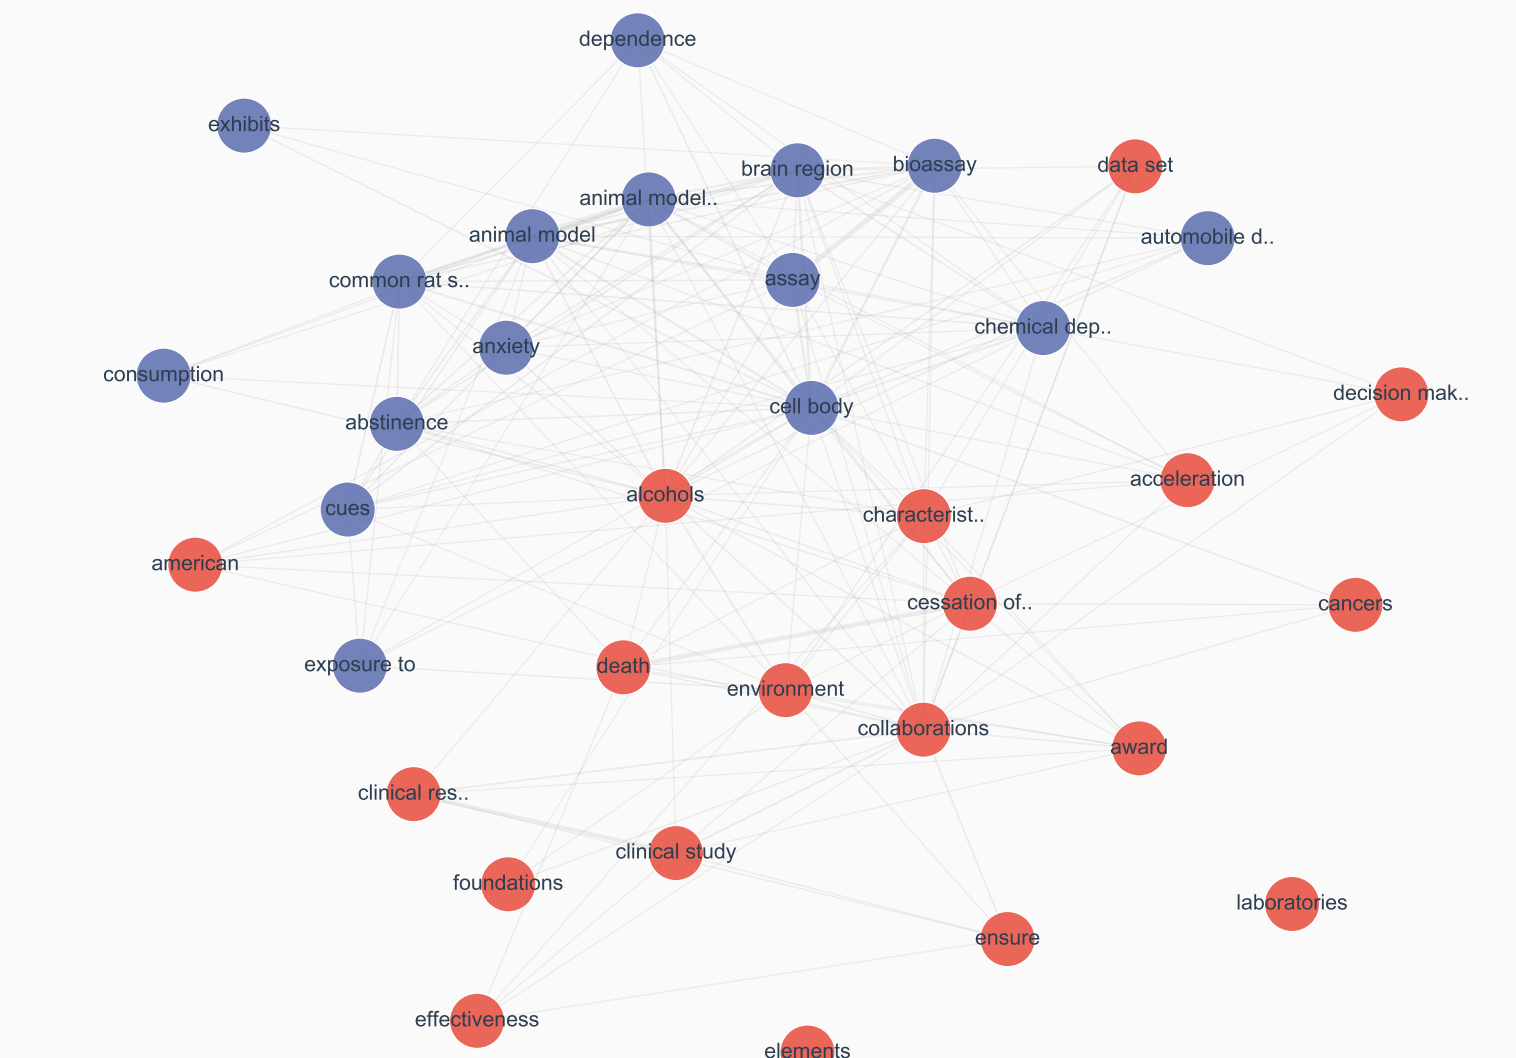 dependence
exhibits
brain region
bioassay
data set
animal model..
animal model
automobile d..
common rat s..
assay
chemical dep..
anxiety
consumption
decision mak..
cell body
abstinence
acceleration
alcohols
cues
characterist..
american
cessation of..
cancers
exposure to
death
environment
collaborations
award
clinical res..
clinical study
foundations
laboratories
ensure
effectiveness
elements